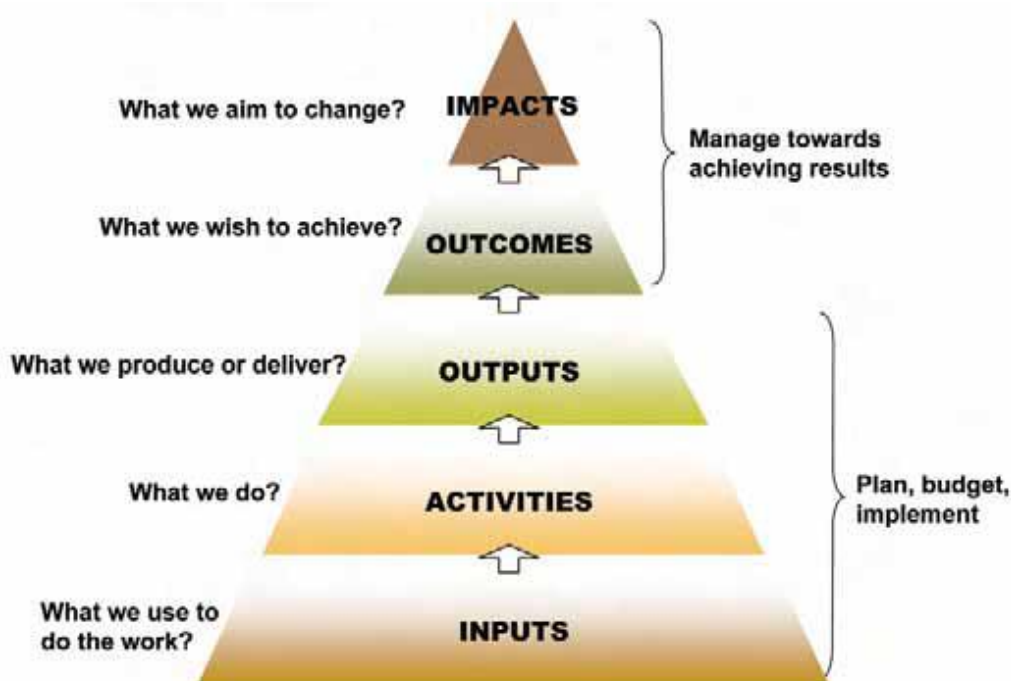 What we aim to change?
IMPACTS
Manage towards
achieving results
What we wish to achieve?
OUTCOMES
What we produce or deliver?
OUTPUTS
What we do?
ACTIVITIES
Plan, budget,
implement
What we use to
do the work?
INPUTS